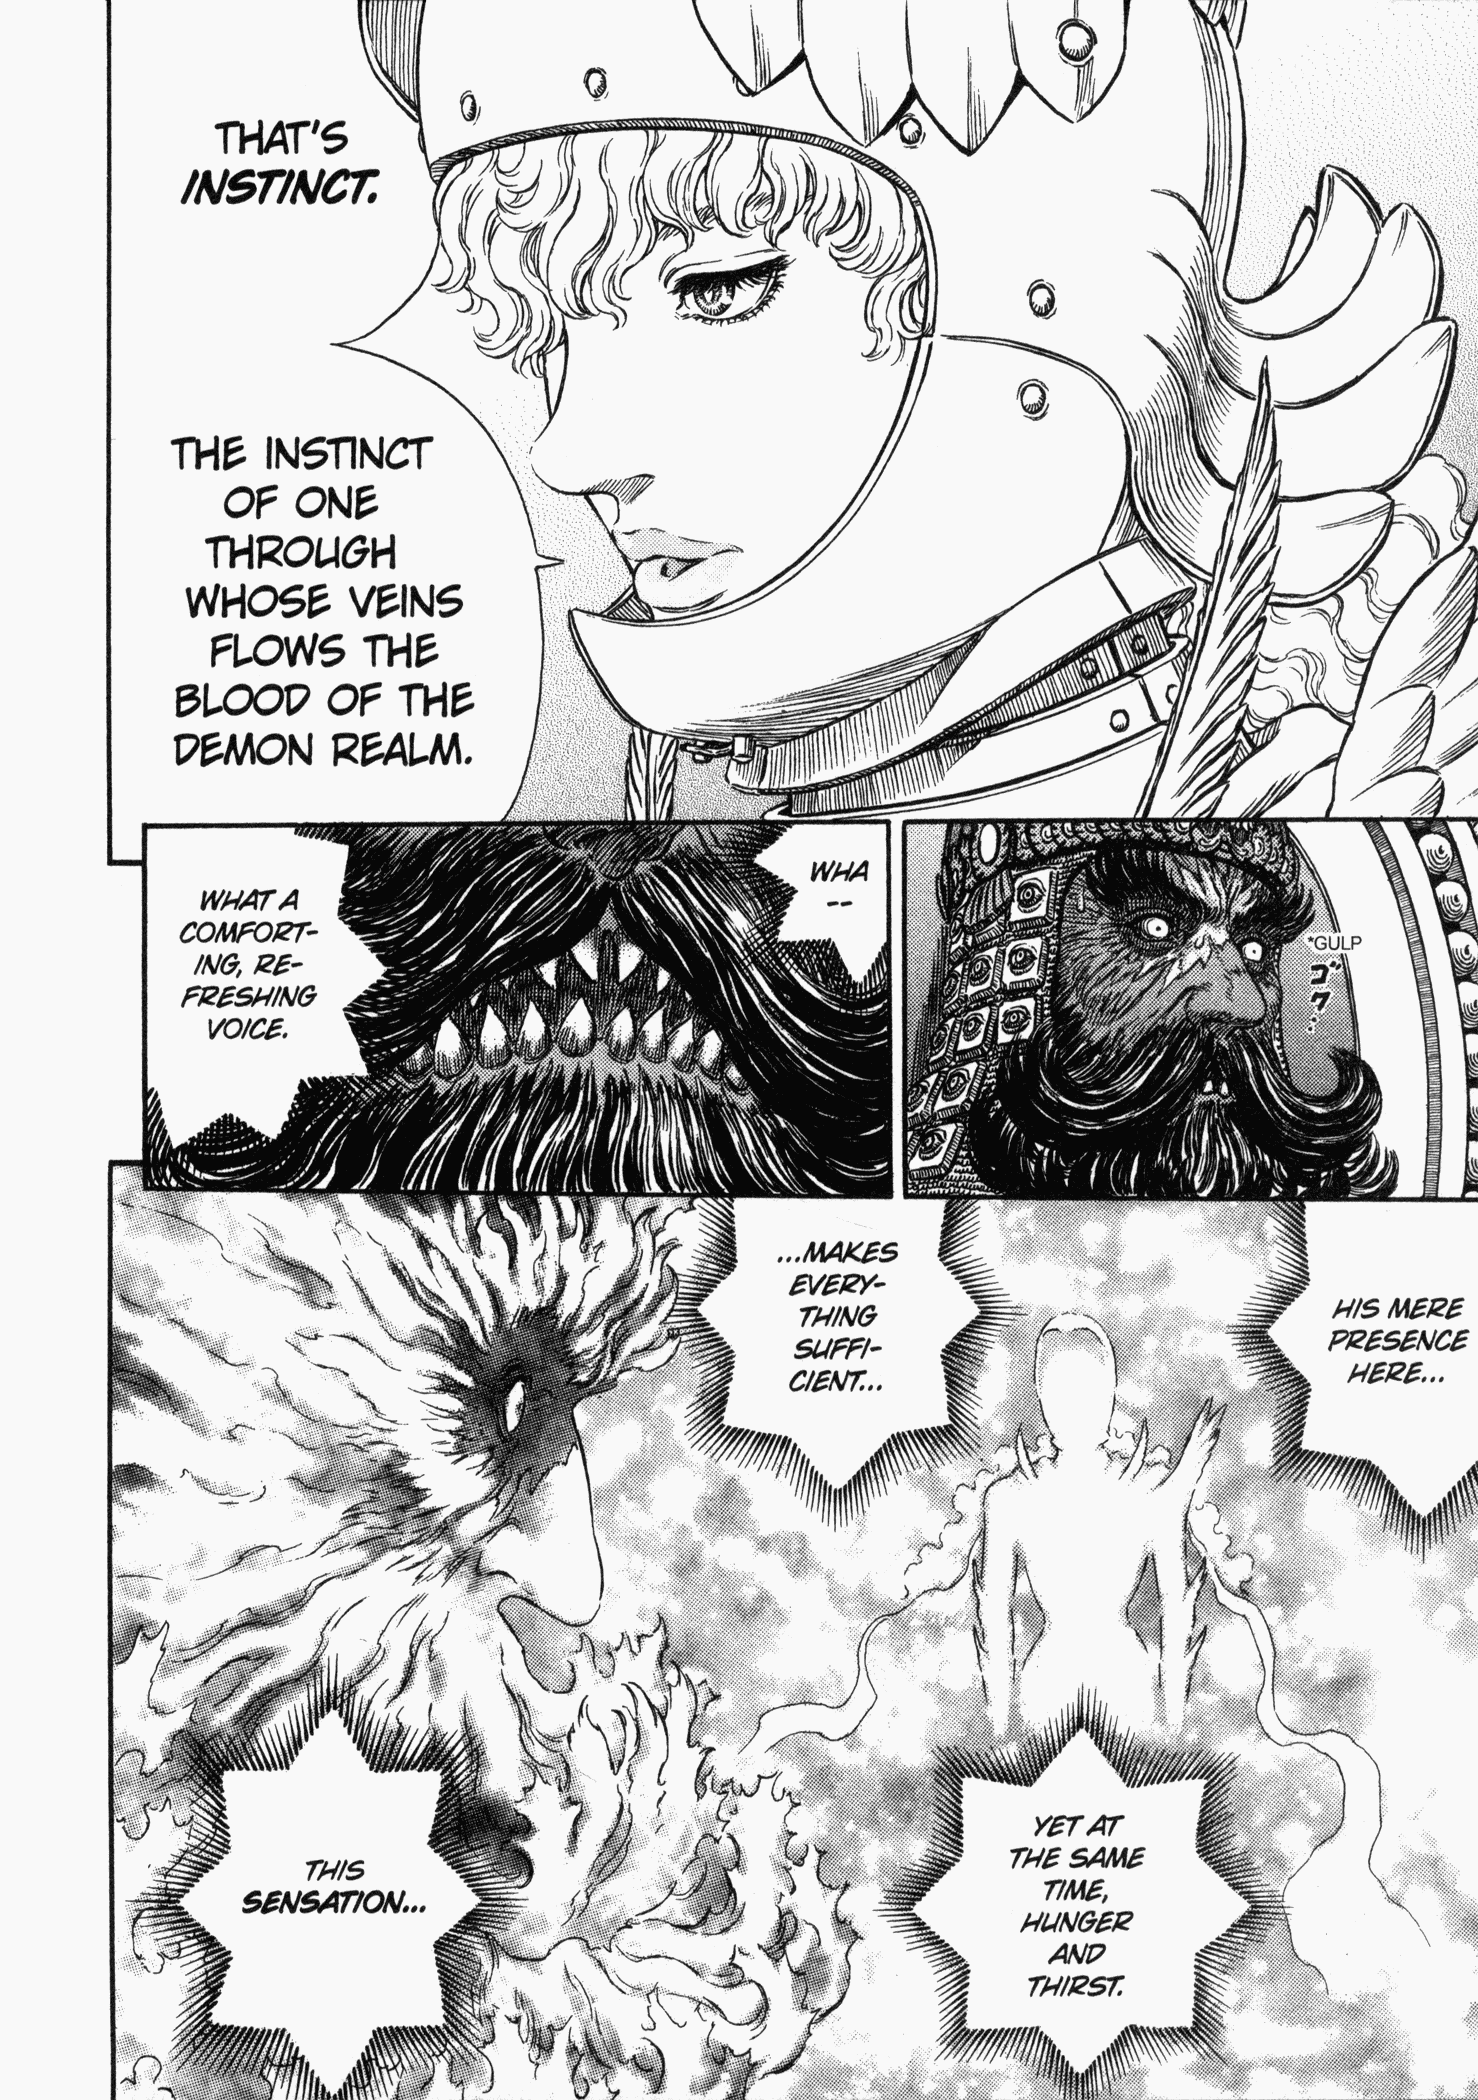 THAT'S
INSTINCT.
THE INSTINCT
OF ONE
THROUGH
WHOSE VEINS
FLOWS THE
BLOOD OF THE
DEMON REALM.
*GULP
ゴク…
WHA
--
WHAT A
COMFORT-
ING, RE-
FRESHING
VOICE.
HIS MERE
PRESENCE
HERE...
...MAKES
EVERY-
THING
SUFFI-
CIENT...
YET AT
THE SAME
TIME,
HUNGER
AND
THIRST.
THIS
SENSATION...